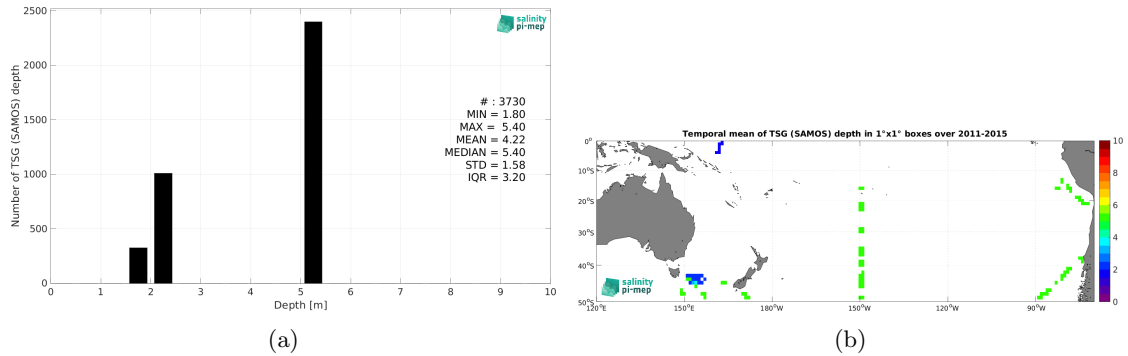 2500
2000
1500
1000
500
0
Number of TSG (SAMOS) depth
salinity
pi-mep
# : 3730
MIN = 1.80
MAX = 5.40
MEAN = 4.22
MEDIAN = 5.40
STD = 1.58
IQR = 3.20
0 1 2 3 4 5 6 7 8 9 10
Depth [m]
(a)
Temporal mean of TSG (SAMOS) depth in 1°x1° boxes over 2011-2015
0°
10°S
20°S
30°S
40°S
50°S
120°E 150°E 180°W 150°W 120°W 90°W
salinity
pi-mep
10
8
6
4
2
0
(b)